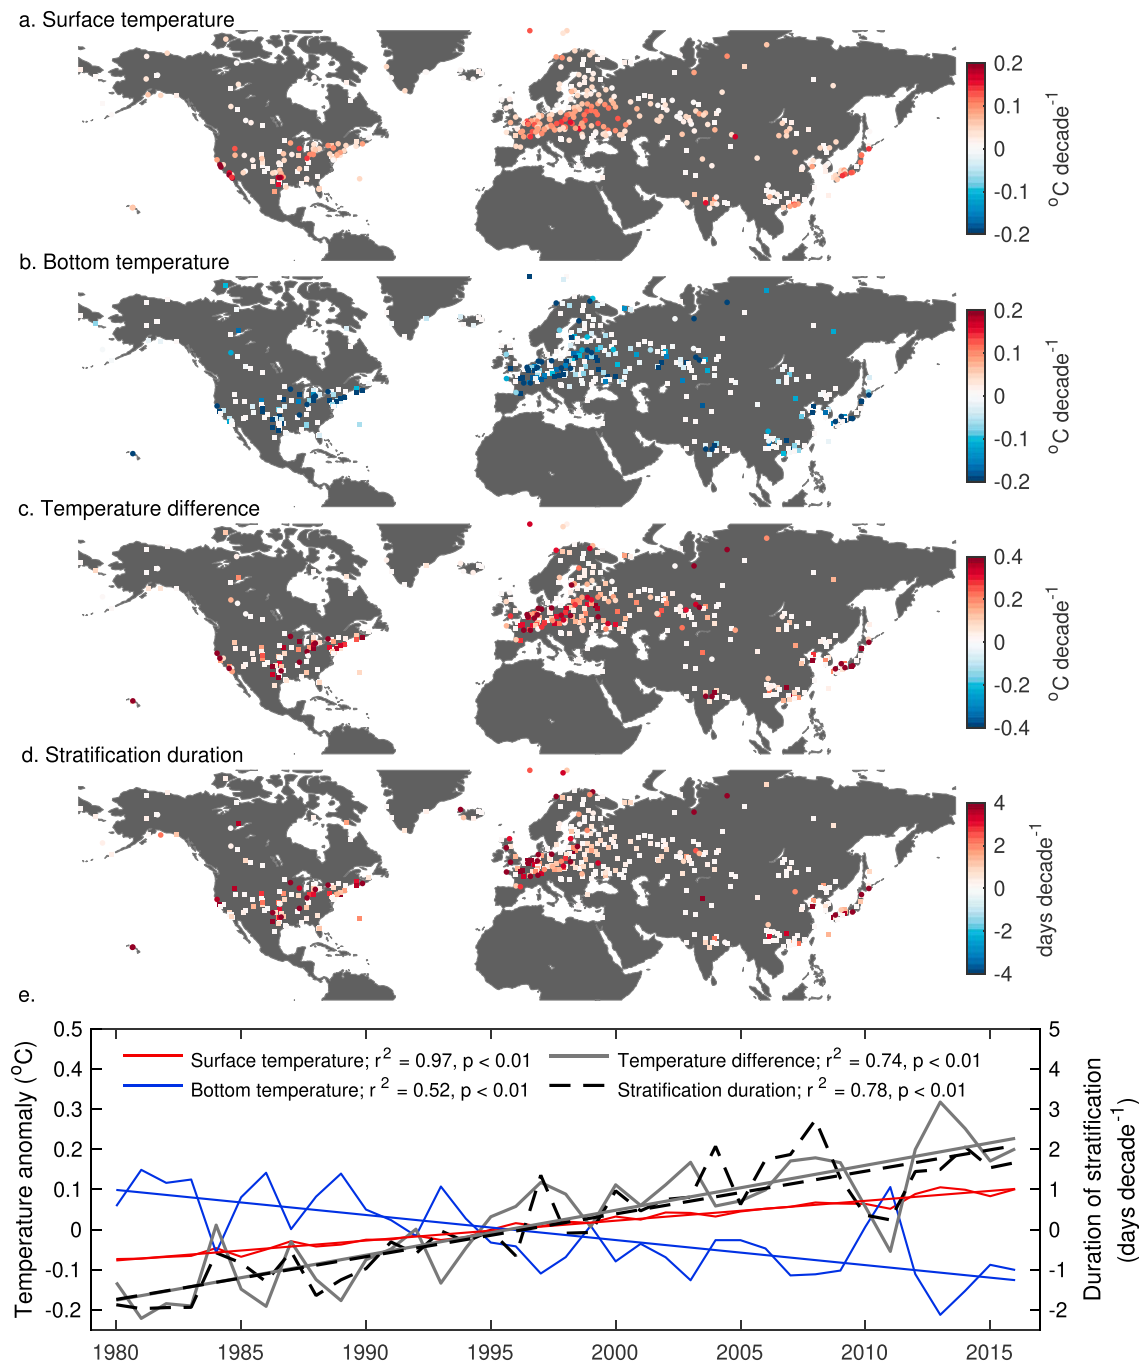 a. Surface temperature
0.2
0.1
0
-0.1
-0.2
oC decade-1
b. Bottom temperature
0.2
0.1
0
-0.1
-0.2
oC decade-1
c. Temperature difference
0.4
0.2
0
-0.2
-0.4
oC decade-1
d. Stratification duration
4
2
0
-2
-4
days decade-1
e.
Temperature anomaly (oC)
0.5
0.4
0.3
0.2
0.1
0
-0.1
-0.2
Surface temperature; r2 = 0.97, p < 0.01
Bottom temperature; r2 = 0.52, p < 0.01
Temperature difference; r2 = 0.74, p < 0.01
Stratification duration; r2 = 0.78, p < 0.01
5
4
3
2
1
0
-1
-2
Duration of stratification
(days decade-1)
1980 1985 1990 1995 2000 2005 2010 2015